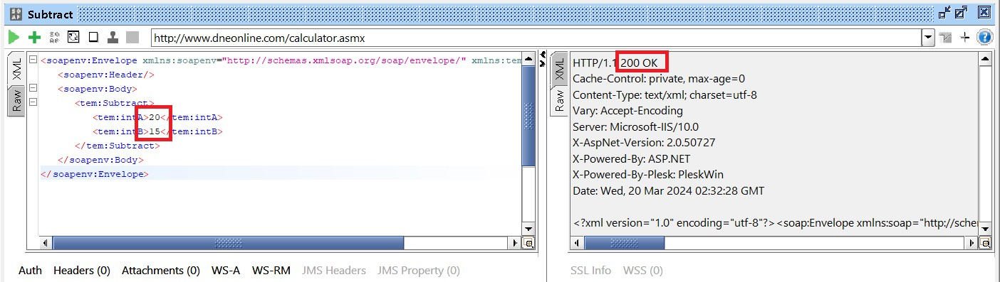 SOAP Subtract
http://www.dneonline.com/calculator.asmx
XML
Raw
<soapenv:Envelope xmlns:soapenv="http://schemas.xmlsoap.org/soap/envelope/" xmlns:tem
<soapenv:Header/>
<soapenv:Body>
<tem:Subtract>
<tem:intA>20</tem:intA>
<tem:intB>15</tem:intB>
</tem:Subtract>
</soapenv:Body>
</soapenv:Envelope>
XML
Raw
HTTP/1.1 200 OK
Cache-Control: private, max-age=0
Content-Type: text/xml; charset=utf-8
Vary: Accept-Encoding
Server: Microsoft-IIS/10.0
X-AspNet-Version: 2.0.50727
X-Powered-By: ASP.NET
X-Powered-By-Plesk: PleskWin
Date: Wed, 20 Mar 2024 02:32:28 GMT
<?xml version="1.0" encoding="utf-8"?><soap:Envelope xmlns:soap="http://sche
Auth Headers (0) Attachments (0) WS-A WS-RM JMS Headers JMS Property (0)
SSL Info WSS (0)